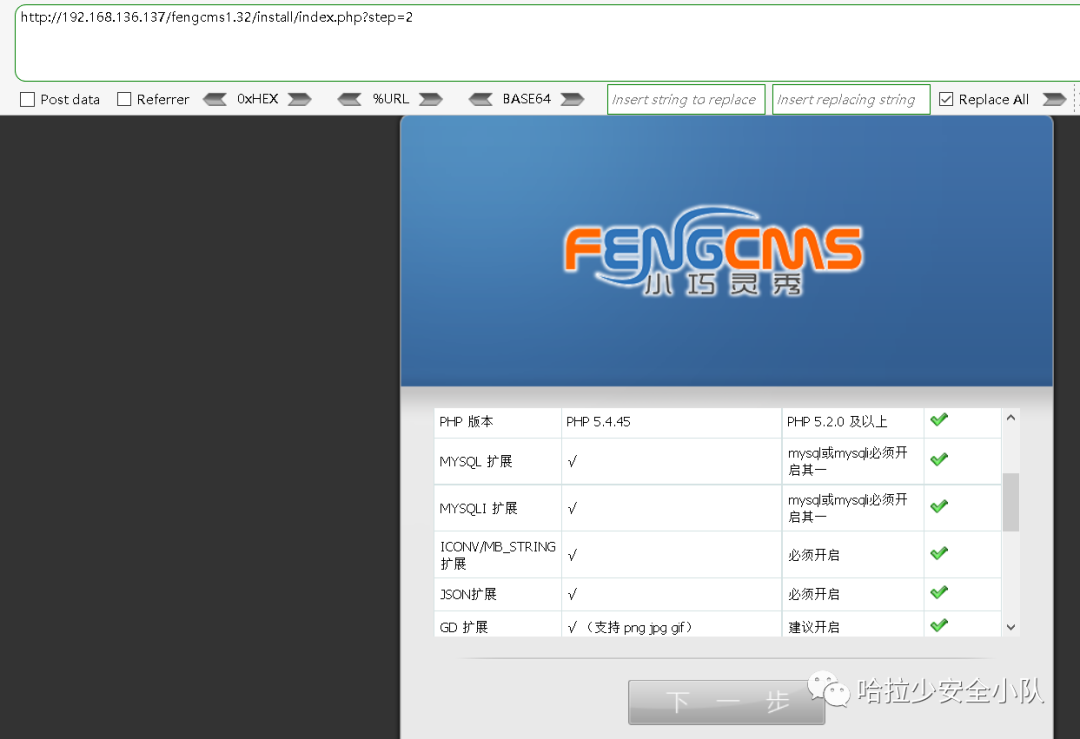 http://192.168.136.137/fengcms1.32/install/index.php?step=2
Post data Referrer 0xHEX %URL BASE64 Insert string to replace Insert replacing string Replace All
FENGCMS
小巧灵秀
PHP 版本 PHP 5.4.45 PHP 5.2.0 及以上
MYSQL 扩展 √ mysql或mysqli必须开
启其一
MYSQLI 扩展 √ mysql或mysqli必须开
启其一
ICONV/MB_STRING
扩展 √ 必须开启
JSON扩展 √ 必须开启
GD 扩展 √（支持 png jpg gif） 建议开启
下一步
哈拉少安全小队